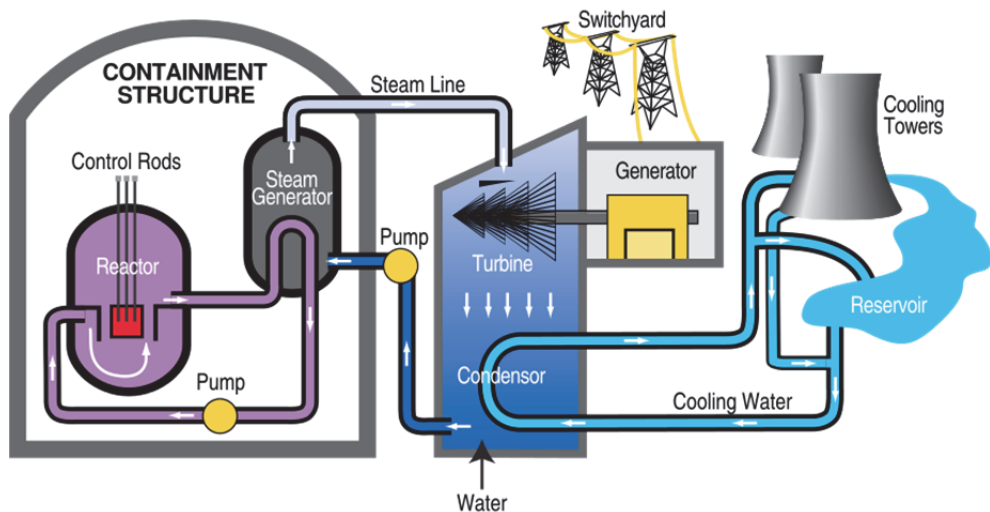 Switchyard
CONTAINMENT
STRUCTURE
Steam Line
Cooling
Towers
Control Rods
Steam
Generator
Generator
Pump
Reactor
Turbine
Reservoir
Pump
Condensor
Cooling Water
Water